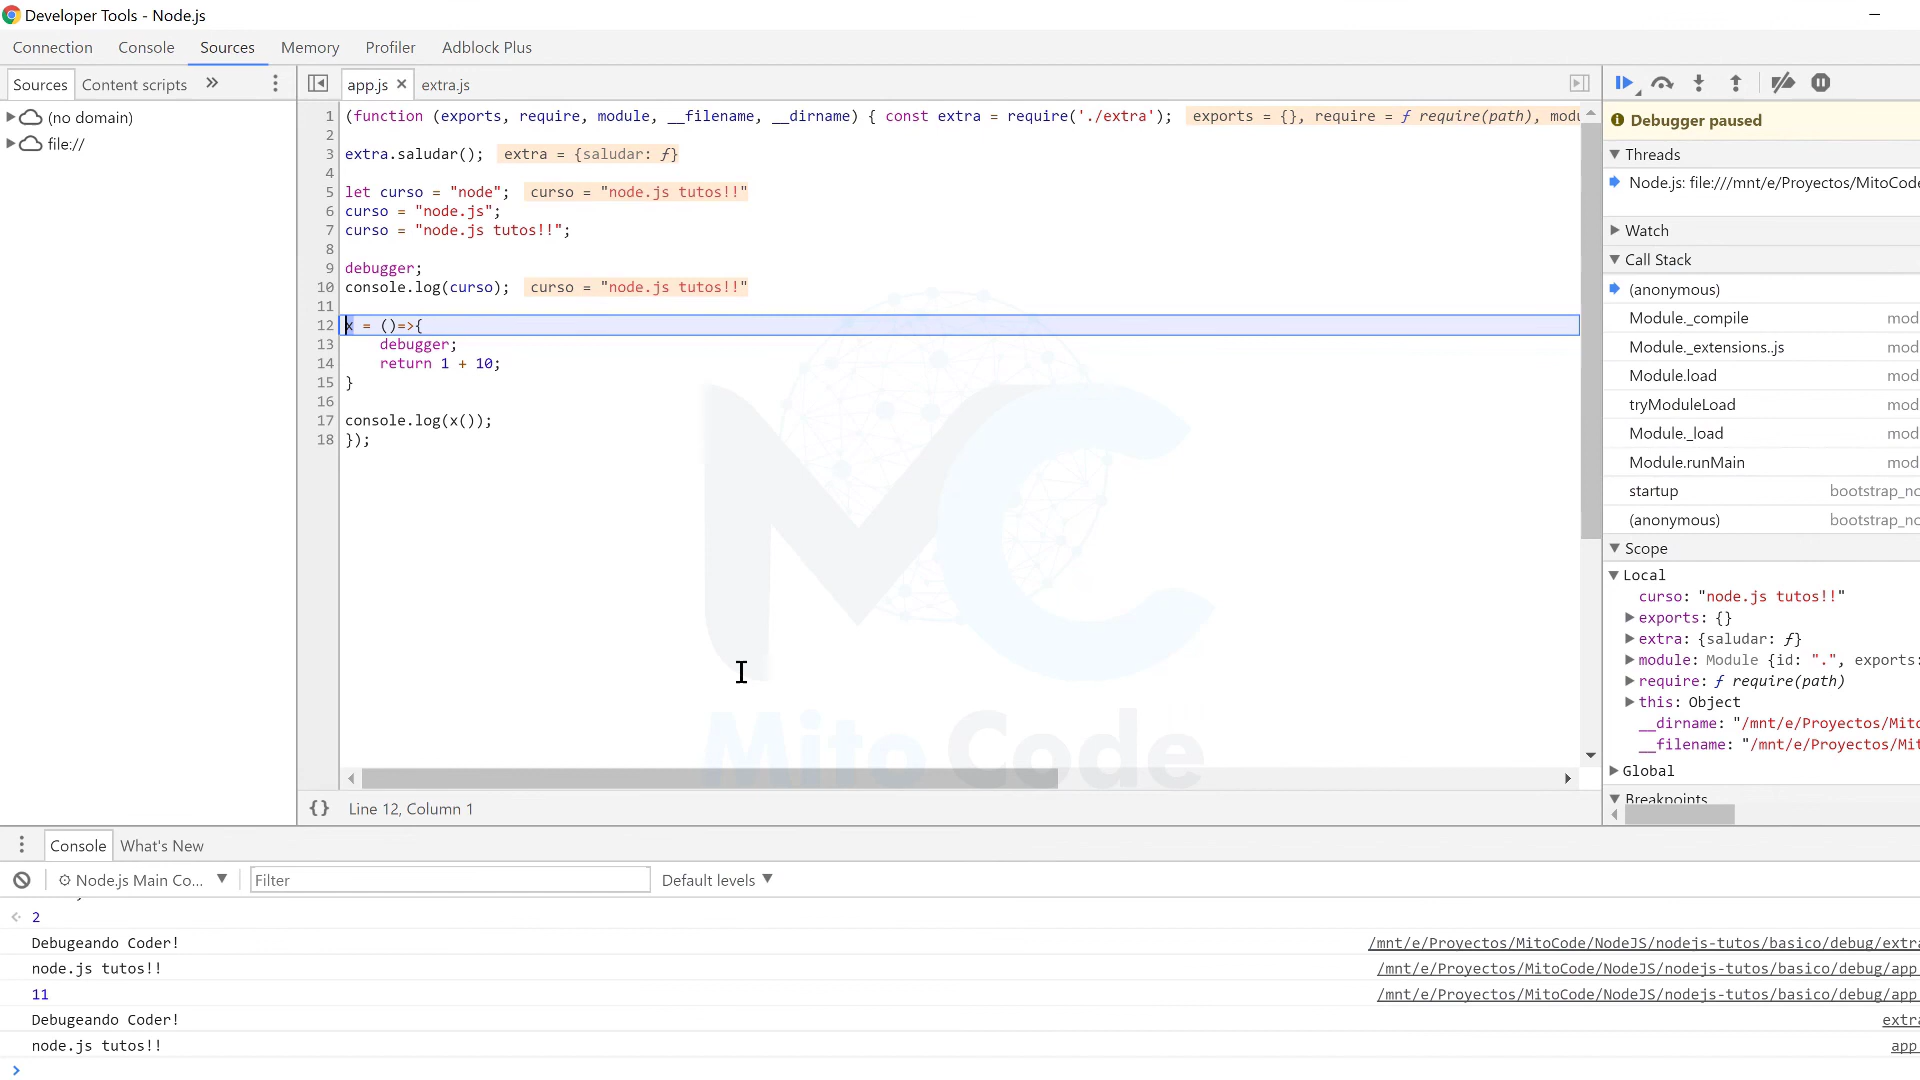 Developer Tools - Node.js
Connection Console Sources Memory Profiler Adblock Plus
Sources Content scripts »
app.js × extra.js
(no domain)
file://
1 (function (exports, require, module, __filename, __dirname) { const extra = require('./extra'); exports = {}, require = ƒ require(path), modu
2
3 extra.saludar(); extra = {saludar: ƒ}
4
5 let curso = "node"; curso = "node.js tutos!!"
6 curso = "node.js";
7 curso = "node.js tutos!!";
8
9 debugger;
10 console.log(curso); curso = "node.js tutos!!"
11
12 x = ()=>{
13 debugger;
14 return 1 + 10;
15 }
16
17 console.log(x());
18 });
Mito Code
{} Line 12, Column 1
Debugger paused
Threads
Node.js: file:///mnt/e/Proyectos/MitoCode
Watch
Call Stack
(anonymous)
Module._compile mod
Module._extensions..js mod
Module.load mod
tryModuleLoad mod
Module._load mod
Module.runMain mod
startup bootstrap_no
(anonymous) bootstrap_no
Scope
Local
curso: "node.js tutos!!"
exports: {}
extra: {saludar: ƒ}
module: Module {id: ".", exports:
require: ƒ require(path)
this: Object
__dirname: "/mnt/e/Proyectos/Mito
__filename: "/mnt/e/Proyectos/Mit
Global
Breakpoints
Console What's New
Node.js Main Co... ▼ Filter Default levels ▼
2
Debugeando Coder! /mnt/e/Proyectos/MitoCode/NodeJS/nodejs-tutos/basico/debug/extra
node.js tutos!! /mnt/e/Proyectos/MitoCode/NodeJS/nodejs-tutos/basico/debug/app
11 /mnt/e/Proyectos/MitoCode/NodeJS/nodejs-tutos/basico/debug/app
Debugeando Coder! extra
node.js tutos!! app
>